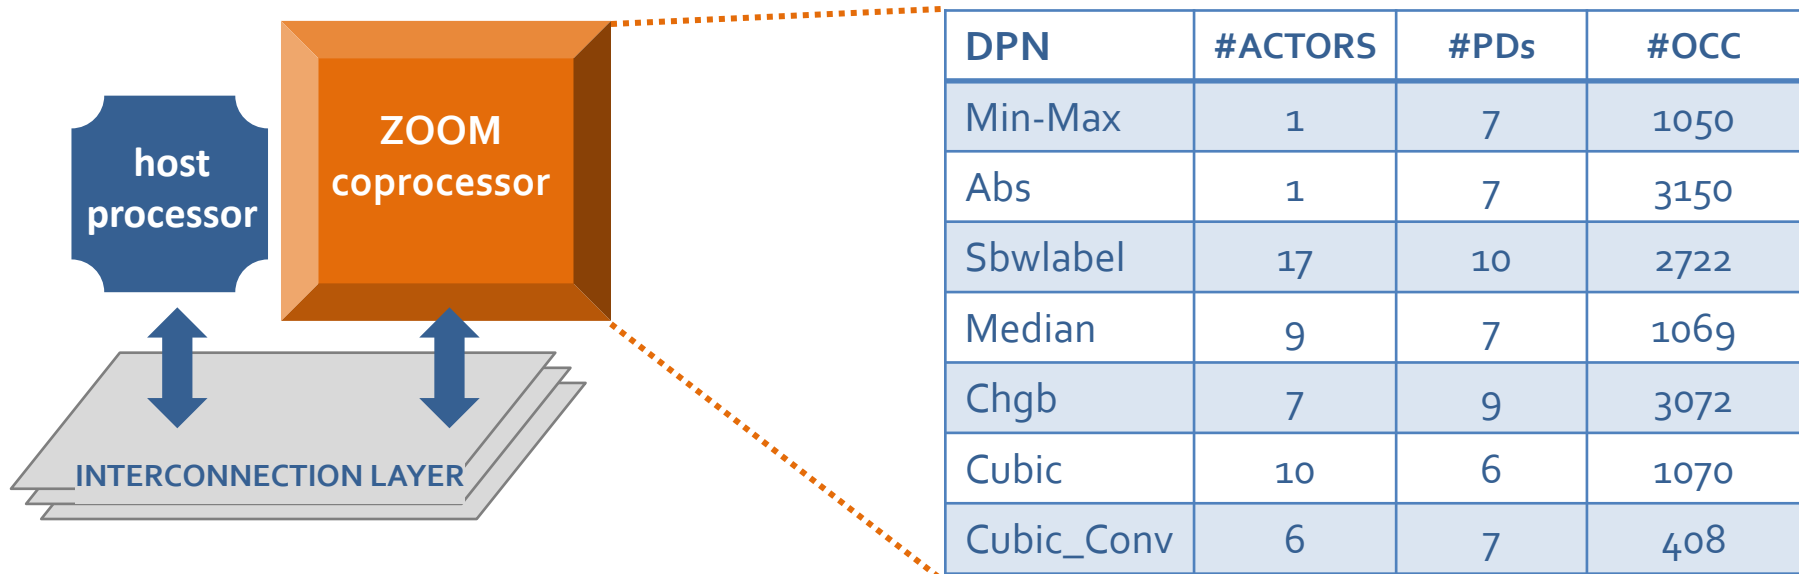 host
processor
ZOOM
coprocessor
INTERCONNECTION LAYER
DPN #ACTORS #PDs #OCC
Min-Max 1 7 1050
Abs 1 7 3150
Sbwlabel 17 10 2722
Median 9 7 1069
Chgb 7 9 3072
Cubic 10 6 1070
Cubic_Conv 6 7 408